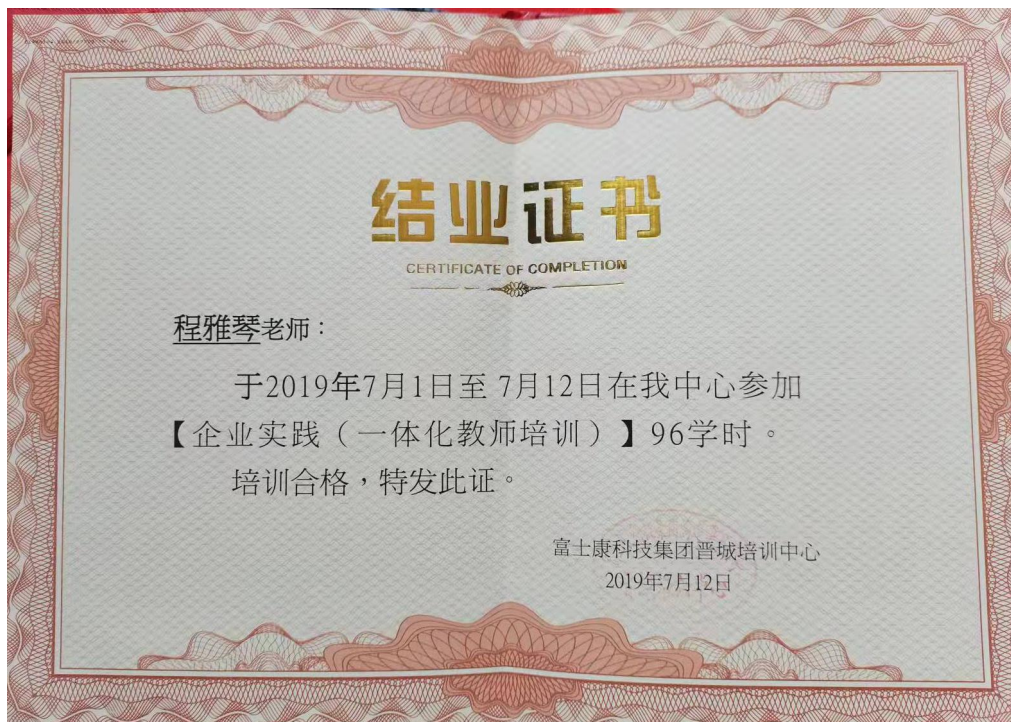 结业证书
CERTIFICATE OF COMPLETION
程雅琴老师：
于2019年7月1日至 7月12日在我中心参加
【企业实践（一体化教师培训）】96学时。
培训合格，特发此证。
富士康科技集团晋城培训中心
2019年7月12日